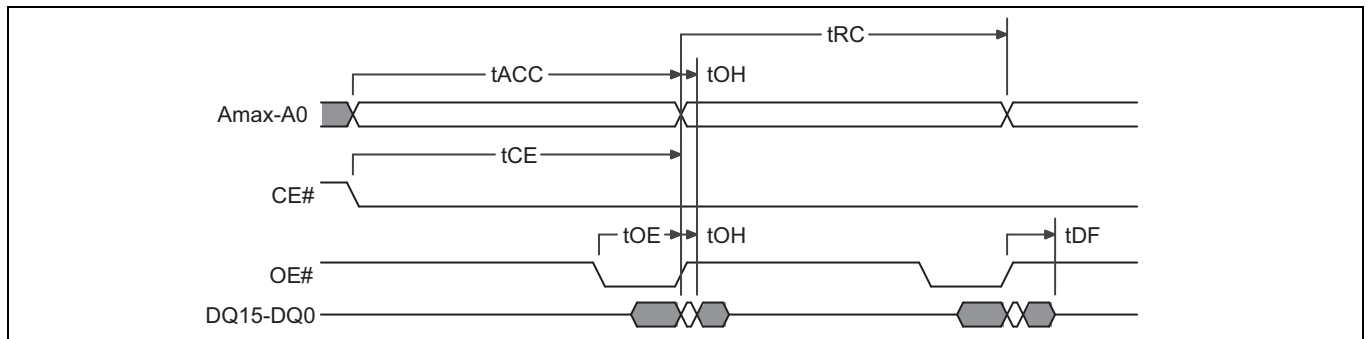 tRC
tACC tOH
Amax-A0
tCE
CE#
tOE tOH tDF
OE#
DQ15-DQ0